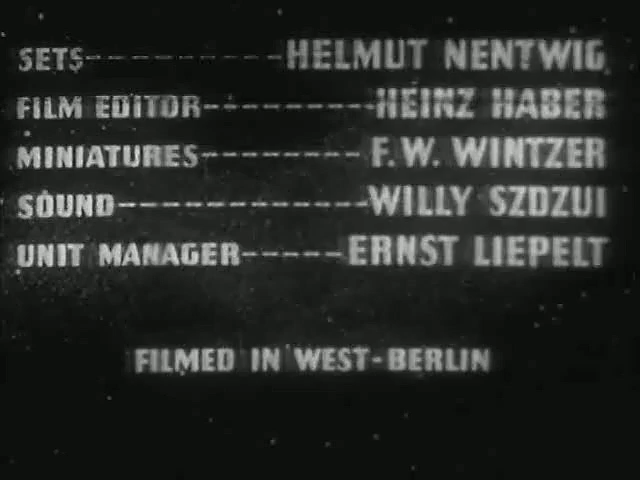 SETS-----------HELMUT NENTWIG
FILM EDITOR----------HEINZ HABER
MINIATURES----------F.W. WINTZER
SOUND---------------WILLY SZDZUI
UNIT MANAGER-----ERNST LIEPELT
FILMED IN WEST-BERLIN